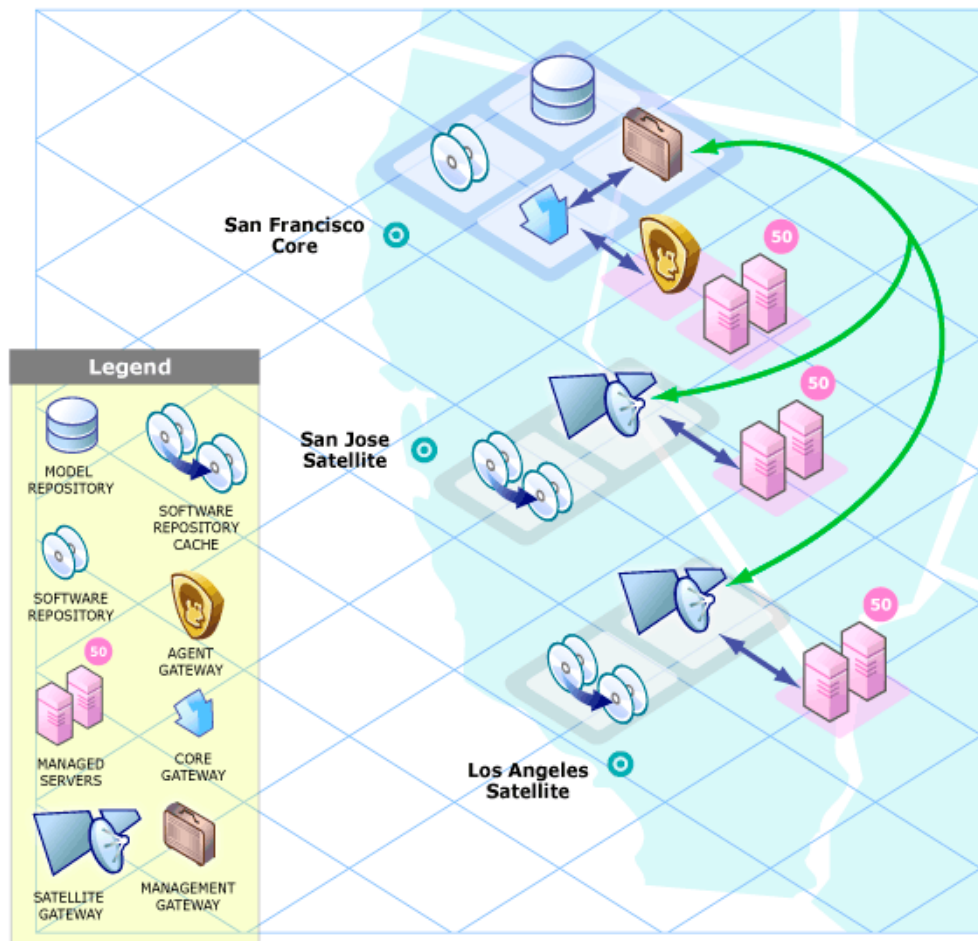 50
San Francisco
Core
50
San Jose
Satellite
50
Los Angeles
Satellite
Legend
MODEL
REPOSITORY
SOFTWARE
REPOSITORY
CACHE
SOFTWARE
REPOSITORY
AGENT
GATEWAY
50
MANAGED
SERVERS
CORE
GATEWAY
SATELLITE
GATEWAY
MANAGEMENT
GATEWAY